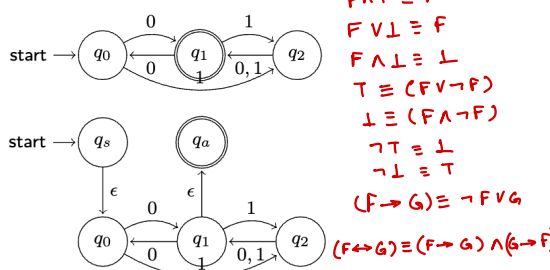 F ∨ ⊥ ≡ F
F ∧ ⊥ ≡ ⊥
T ≡ (F ∨ ¬F)
⊥ ≡ (F ∧ ¬F)
¬T ≡ ⊥
¬⊥ ≡ T
(F → G) ≡ ¬F ∨ G
(F ↔ G) ≡ (F → G) ∧ (G → F)
0 1
start q0 q1 q2
0 0, 1
1
start qs qa
ϵ ϵ
0 1
q0 q1 q2
0 0, 1
1